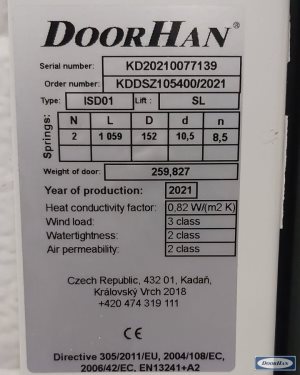 DOORHAN®
Serial number: KD20210077139
Order number: KDDSZ105400/2021
Type: ISD01 Lift: SL
Springs:
N L D d n
2 1 059 152 10,5 8,5
Weight of door: 259,827
Year of production: 2021
Heat conductivity factor: 0,82 W/(m2 K)
Wind load: 3 class
Watertightness: 2 class
Air permeability: 2 class
Czech Republic, 432 01, Kadaň,
Královský Vrch 2018
+420 474 319 111
CE
Directive 305/2011/EU, 2004/108/EC,
2006/42/EC, EN13241+A2
DOORHAN